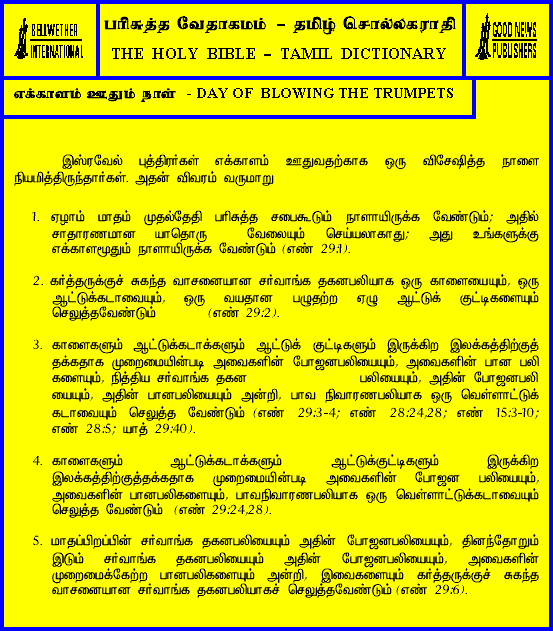 BELLWETHER
INTERNATIONAL
பரிசுத்த வேதாகமம் – தமிழ் சொல்லகராதி
THE HOLY BIBLE – TAMIL DICTIONARY
GOOD NEWS
PUBLISHERS
எக்காளம் ஊதும் நாள் - DAY OF BLOWING THE TRUMPETS
இஸ்ரவேல் புத்திரர்கள் எக்காளம் ஊதுவதற்காக ஒரு விசேஷித்த நாளை
நியமித்திருந்தார்கள். அதன் விவரம் வருமாறு
1. ஏழாம் மாதம் முதல்தேதி பரிசுத்த சபைகூடும் நாளாயிருக்க வேண்டும்; அதில்
சாதாரணமான யாதொரு வேலையும் செய்யலாகாது; அது உங்களுக்கு
எக்காளமூதும் நாளாயிருக்க வேண்டும் (எண் 29:1).
2. கர்த்தருக்குச் சுகந்த வாசனையான சர்வாங்க தகனபலியாக ஒரு காளையையும், ஒரு
ஆட்டுக்கடாவையும், ஒரு வயதான பழுதற்ற ஏழு ஆட்டுக் குட்டிகளையும்
செலுத்தவேண்டும் (எண் 29:2).
3. காளைகளும் ஆட்டுக்கடாக்களும் ஆட்டுக் குட்டிகளும் இருக்கிற இலக்கத்திற்குத்
தக்கதாக முறைமையின்படி அவைகளின் போஜனபலியையும், அவைகளின் பான பலி
களையும், நித்திய சர்வாங்க தகன பலியையும், அதின் போஜனபலி
யையும், அதின் பானபலியையும் அன்றி, பாவ நிவாரணபலியாக ஒரு வெள்ளாட்டுக்
கடாவையும் செலுத்த வேண்டும் (எண் 29:3-4; எண் 28:24,28; எண் 15:3-10;
எண் 28:5; யாத் 29:40).
4. காளைகளும் ஆட்டுக்கடாக்களும் ஆட்டுக்குட்டிகளும் இருக்கிற
இலக்கத்திற்குத்தக்கதாக முறைமையின்படி அவைகளின் போஜன பலியையும்,
அவைகளின் பானபலிகளையும், பாவநிவாரணபலியாக ஒரு வெள்ளாட்டுக்கடாவையும்
செலுத்த வேண்டும் (எண் 29:24,28).
5. மாதப்பிறப்பின் சர்வாங்க தகனபலியையும் அதின் போஜனபலியையும், தினந்தோறும்
இடும் சர்வாங்க தகனபலியையும் அதின் போஜனபலியையும், அவைகளின்
முறைமைக்கேற்ற பானபலிகளையும் அன்றி, இவைகளையும் கர்த்தருக்குச் சுகந்த
வாசனையான சர்வாங்க தகனபலியாகச் செலுத்தவேண்டும் (எண் 29:6).